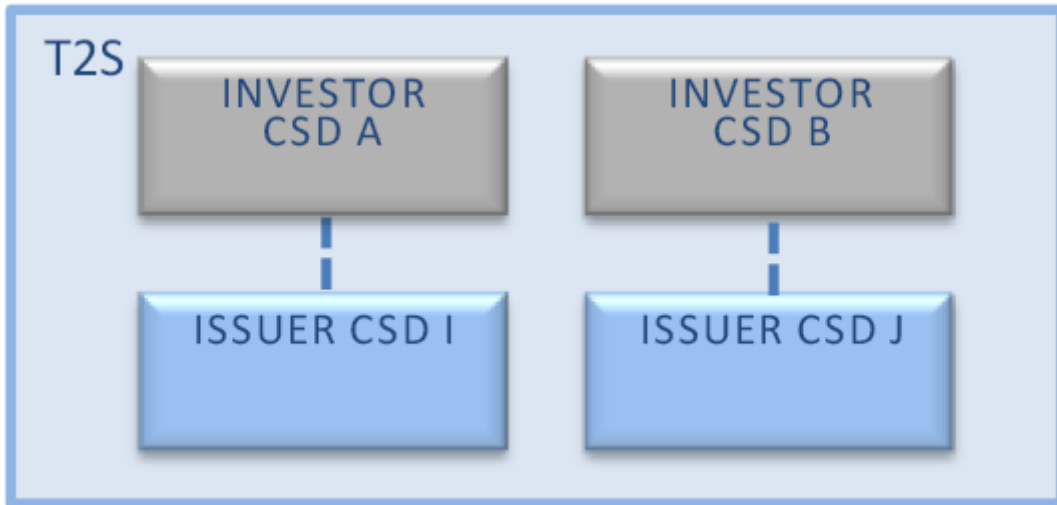 T2S
INVESTOR
CSD A
INVESTOR
CSD B
ISSUER CSD I
ISSUER CSD J